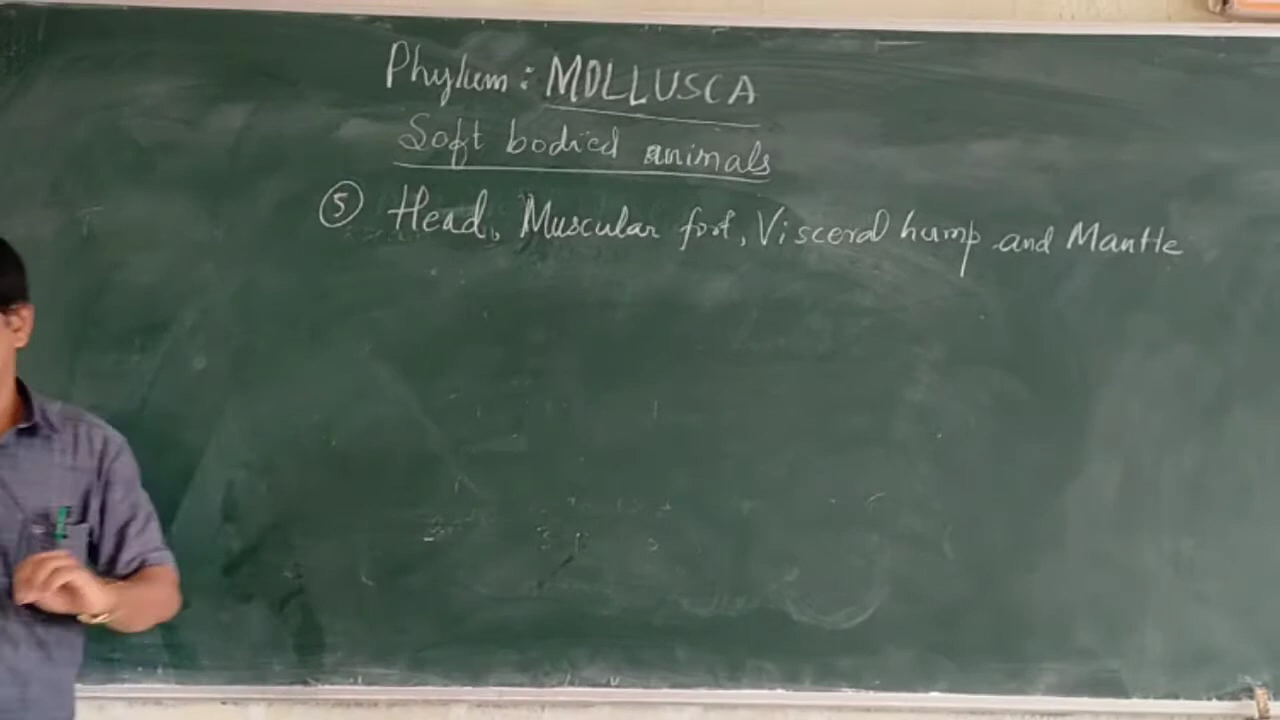 Phylum: MOLLUSCA
Soft bodied animals
⑤ Head, Muscular foot, Visceral hump and Mantle